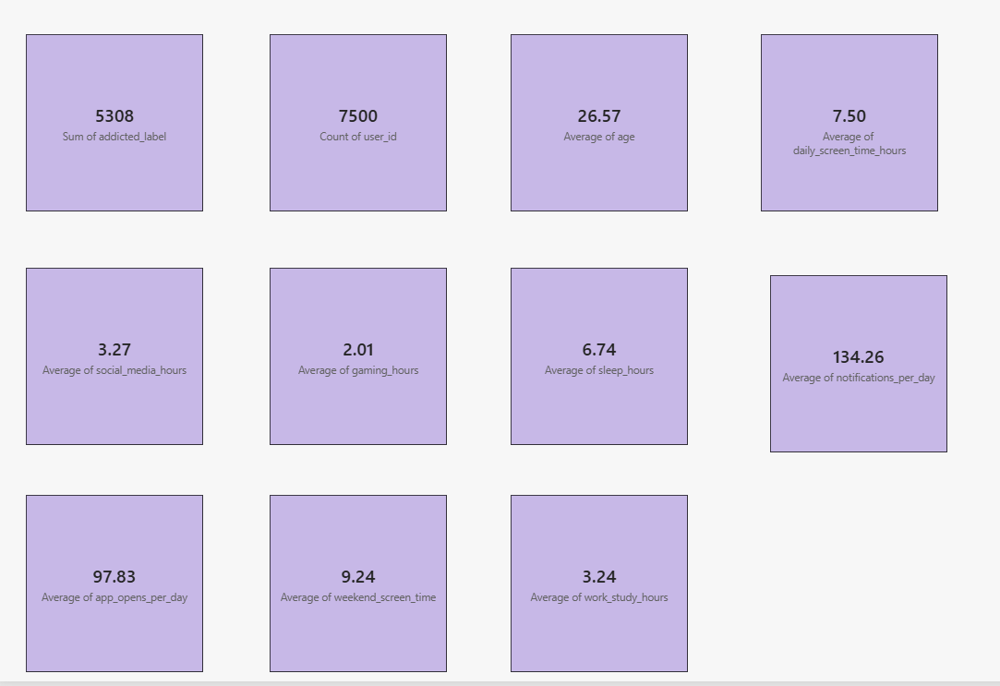 5308
Sum of addicted_label
7500
Count of user_id
26.57
Average of age
7.50
Average of
daily_screen_time_hours
3.27
Average of social_media_hours
2.01
Average of gaming_hours
6.74
Average of sleep_hours
134.26
Average of notifications_per_day
97.83
Average of app_opens_per_day
9.24
Average of weekend_screen_time
3.24
Average of work_study_hours